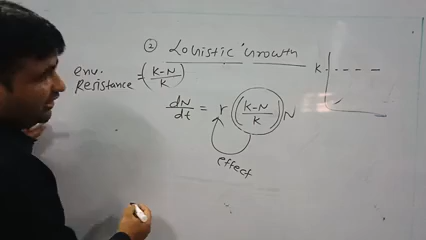 ② Logistic Growth
env. Resistance = (K-N/K)
dN/dt = r (K-N/K) N
effect
K